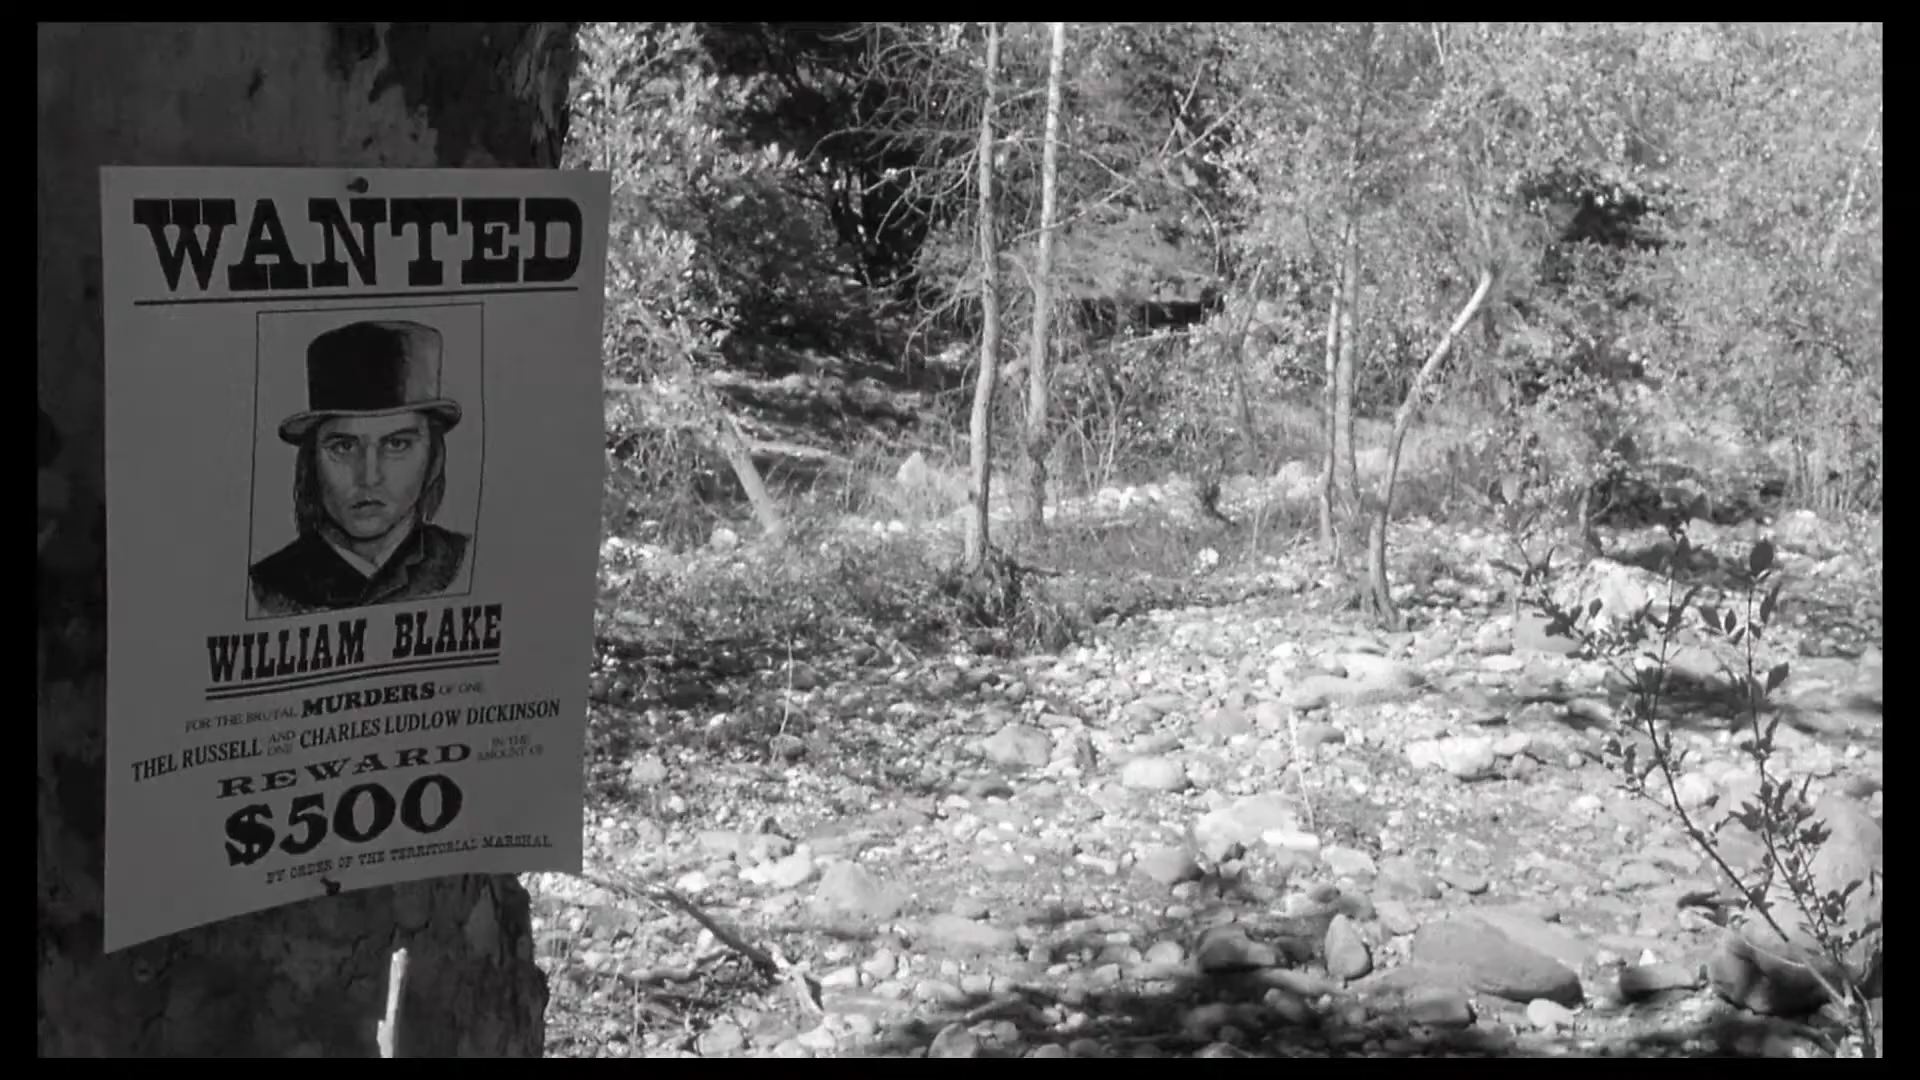 WANTED
WILLIAM BLAKE
FOR THE BRUTAL MURDERS OF ONE
THEL RUSSELL AND ONE CHARLES LUDLOW DICKINSON
REWARD IN THE AMOUNT OF
$500
BY ORDER OF THE TERRITORIAL MARSHAL